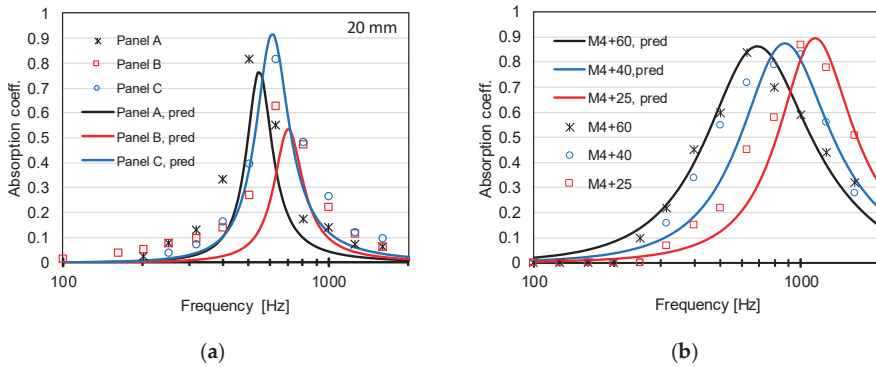 20 mm
Absorption coeff.
1
0.9
0.8
0.7
0.6
0.5
0.4
0.3
0.2
0.1
0
Panel A
Panel B
Panel C
Panel A, pred
Panel B, pred
Panel C, pred
100
1000
Frequency [Hz]
(a)
Absorption coeff.
1
0.9
0.8
0.7
0.6
0.5
0.4
0.3
0.2
0.1
0
M4+60, pred
M4+40,pred
M4+25, pred
M4+60
M4+40
M4+25
100
1000
Frequency [Hz]
(b)